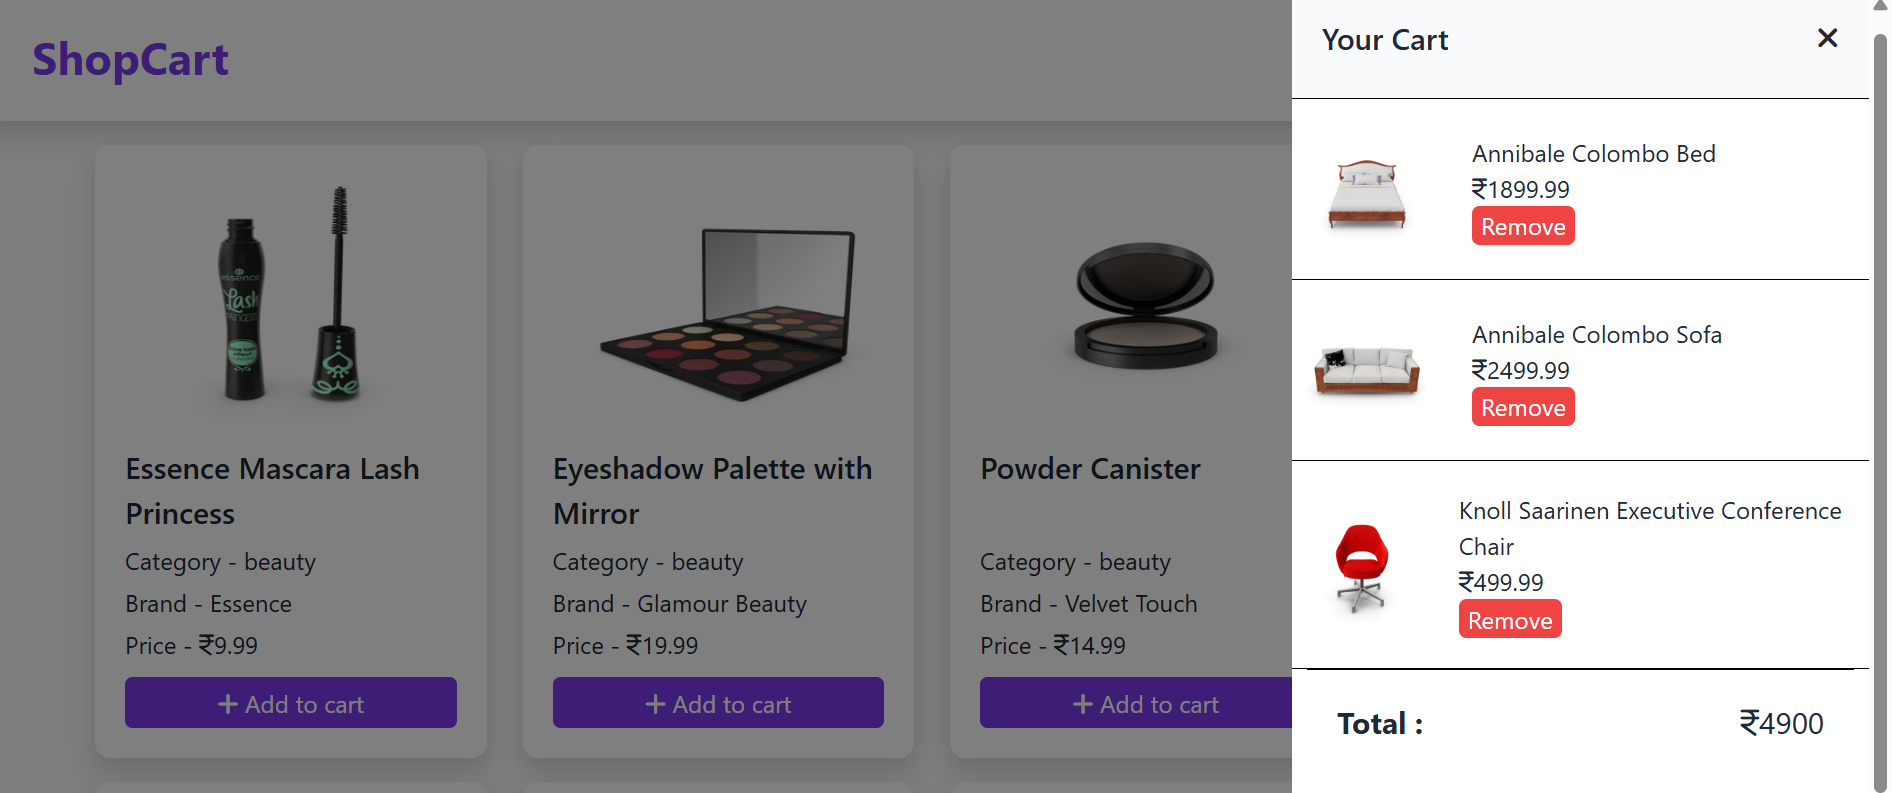 ShopCart
essence
Lash
PRINCESS
Essence Mascara Lash
Princess
Category - beauty
Brand - Essence
Price - ₹9.99
+ Add to cart
Eyeshadow Palette with
Mirror
Category - beauty
Brand - Glamour Beauty
Price - ₹19.99
+ Add to cart
Powder Canister
Category - beauty
Brand - Velvet Touch
Price - ₹14.99
+ Add to cart
Your Cart
Annibale Colombo Bed
₹1899.99
Remove
Annibale Colombo Sofa
₹2499.99
Remove
Knoll Saarinen Executive Conference
Chair
₹499.99
Remove
Total : ₹4900